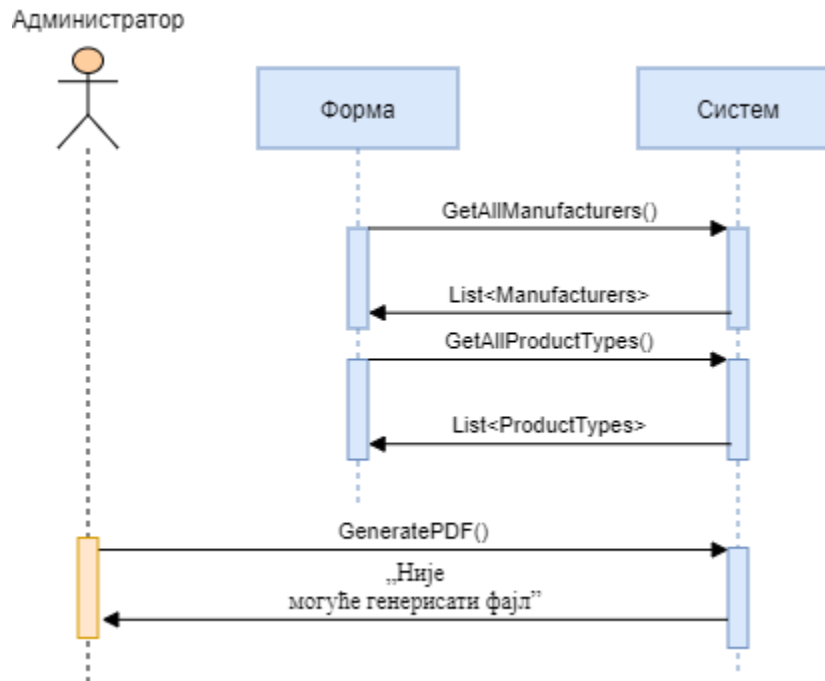 Администратор
Форма
Систем
GetAllManufacturers()
List<Manufacturers>
GetAllProductTypes()
List<ProductTypes>
GeneratePDF()
„Није
могуће генерисати фајл”